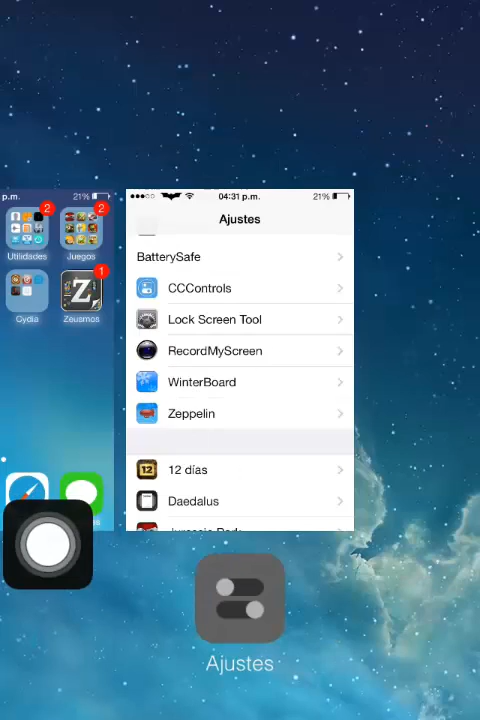 p.m. 21%
04:31 p.m. 21%
2
2
Utilidades Juegos
1
Z
Cydia Zeusmos
Ajustes
BatterySafe
CCControls
Lock Screen Tool
RecordMyScreen
WinterBoard
Zeppelin
12
12 días
Daedalus
Ajustes